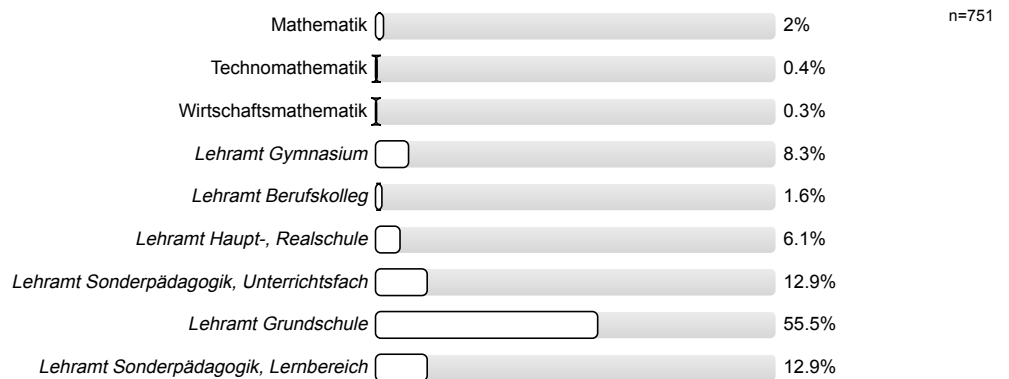 n=751
Mathematik 2%
Technomathematik 0.4%
Wirtschaftsmathematik 0.3%
Lehramt Gymnasium 8.3%
Lehramt Berufskolleg 1.6%
Lehramt Haupt-, Realschule 6.1%
Lehramt Sonderpädagogik, Unterrichtsfach 12.9%
Lehramt Grundschule 55.5%
Lehramt Sonderpädagogik, Lernbereich 12.9%